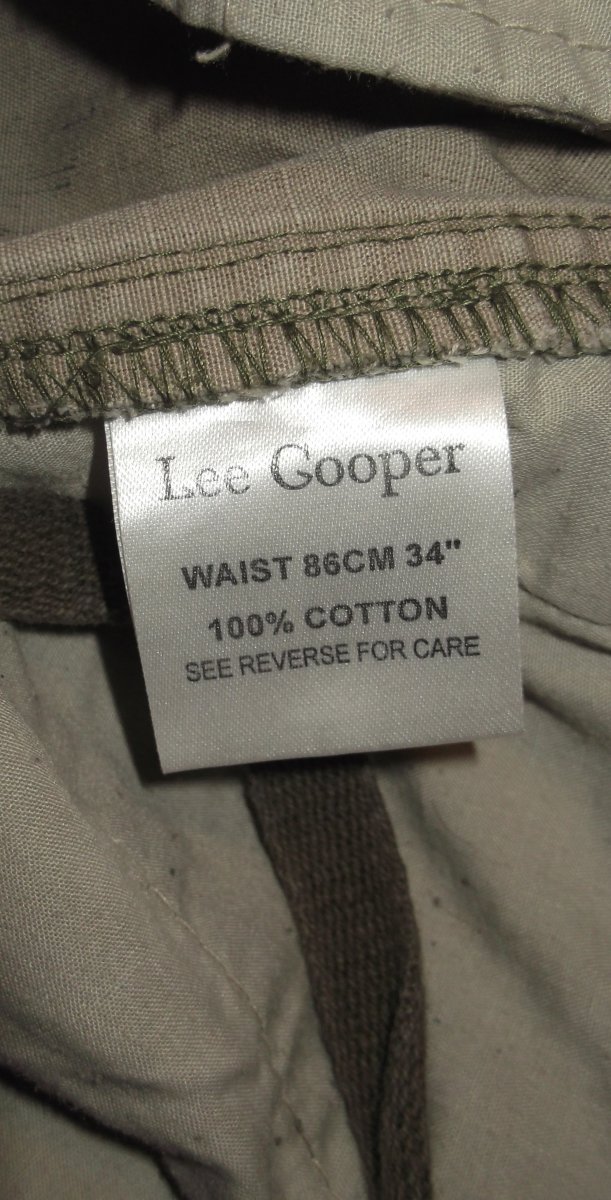 Lee Gooper
WAIST 86CM 34"
100% COTTON
SEE REVERSE FOR CARE